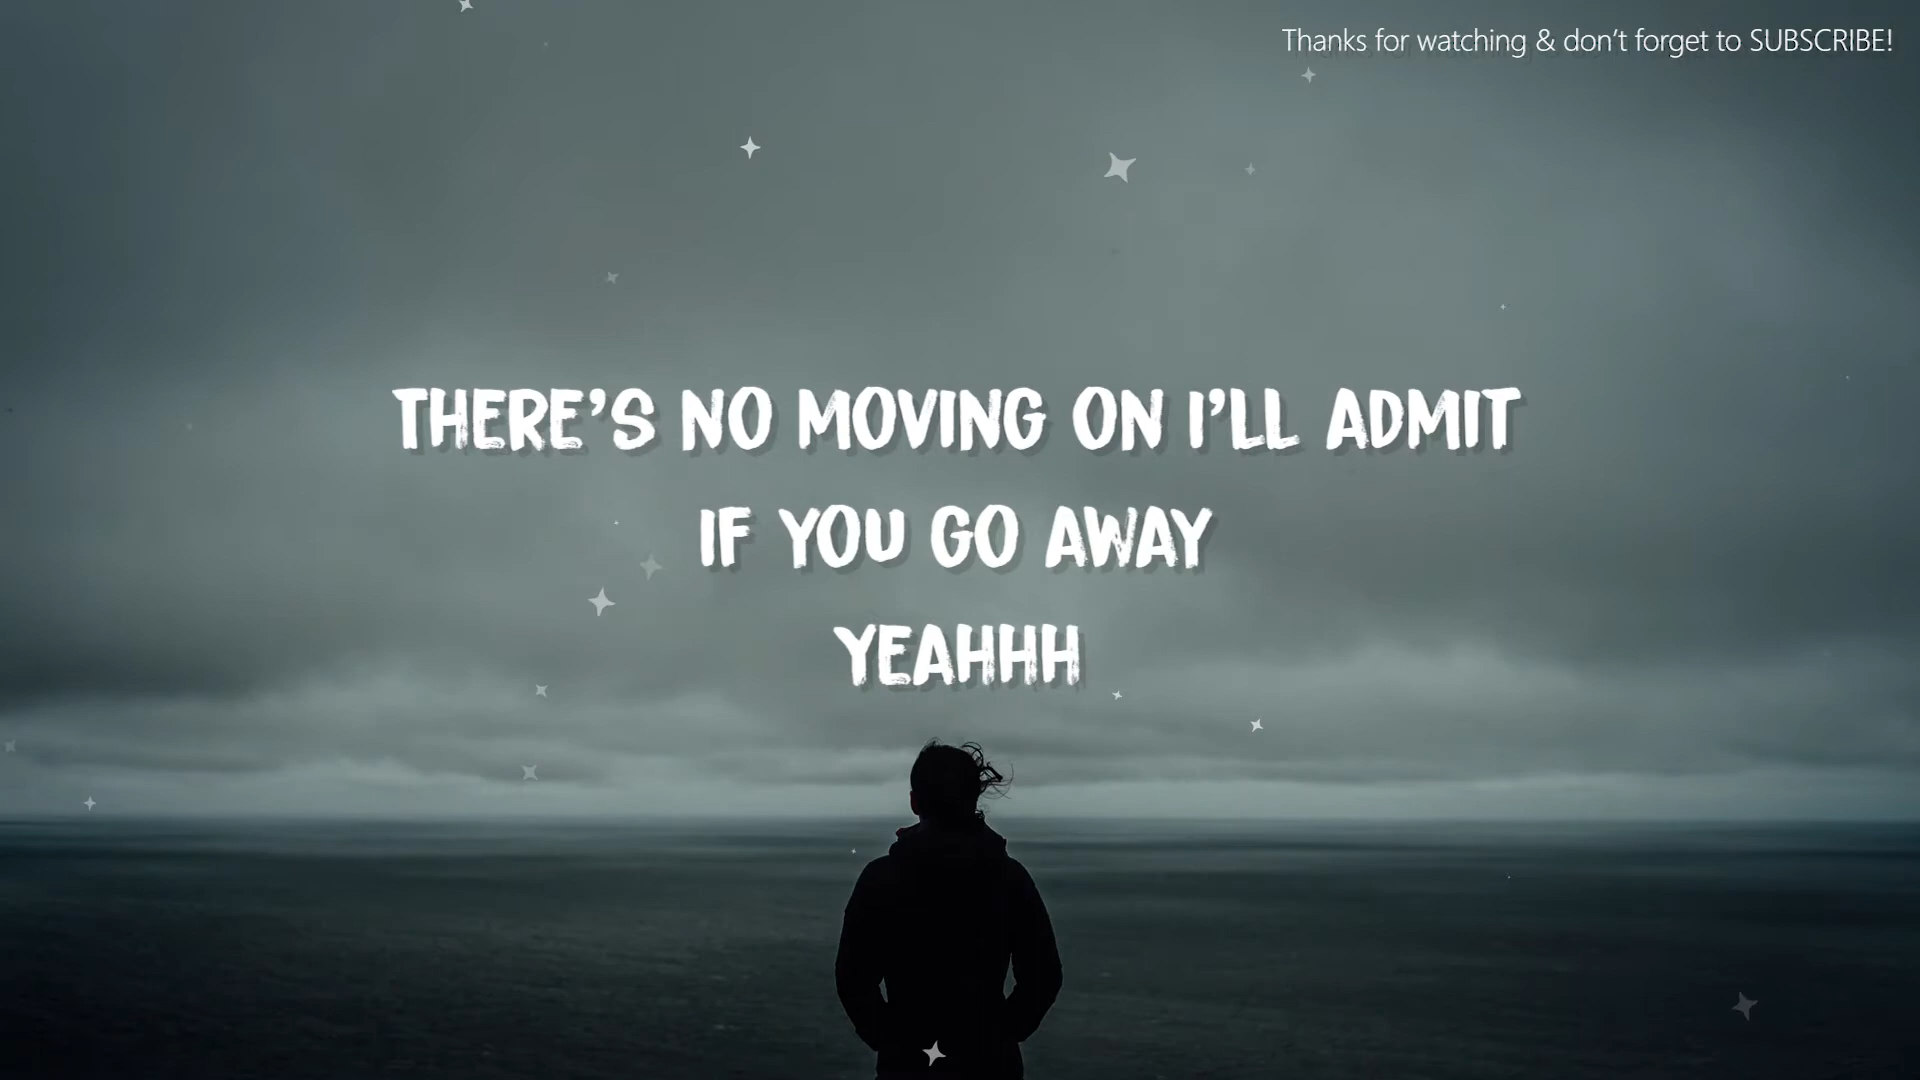 Thanks for watching & don't forget to SUBSCRIBE!
THERE'S NO MOVING ON I'LL ADMIT
IF YOU GO AWAY
YEAHHH